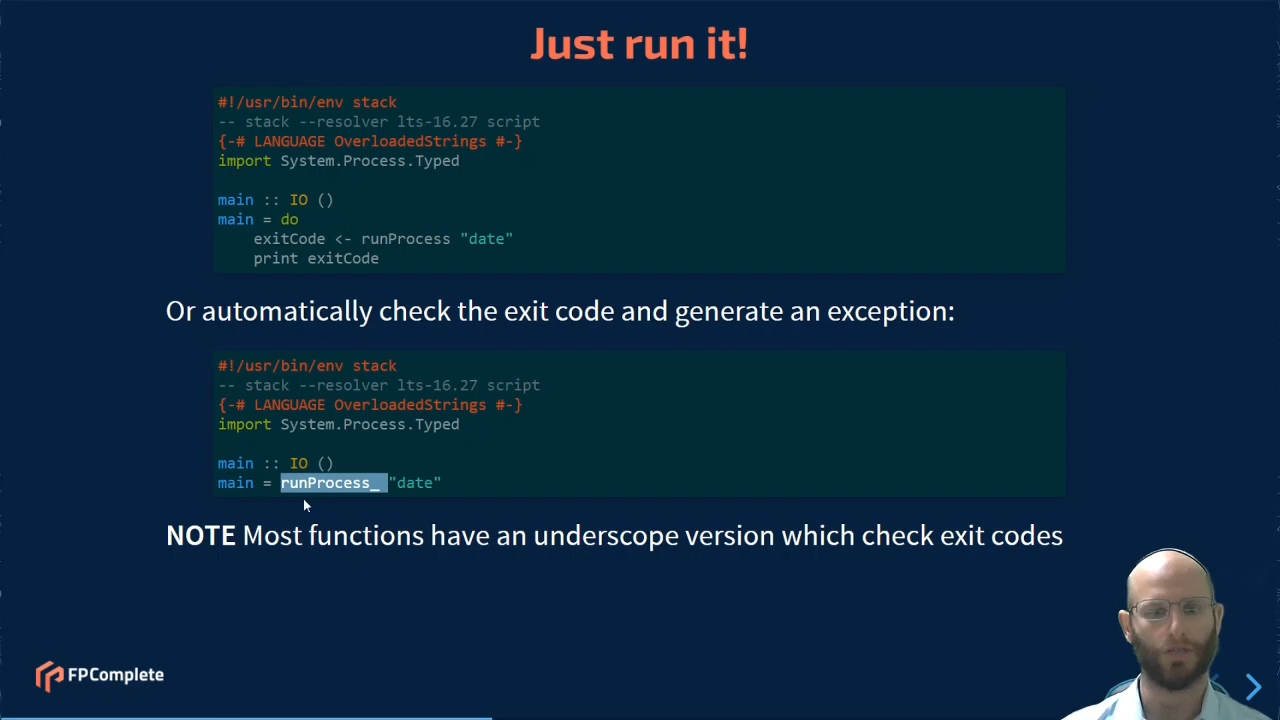 Just run it!
#!/usr/bin/env stack
-- stack --resolver lts-16.27 script
{-# LANGUAGE OverloadedStrings #-}
import System.Process.Typed
main :: IO ()
main = do
    exitCode <- runProcess "date"
    print exitCode
Or automatically check the exit code and generate an exception:
#!/usr/bin/env stack
-- stack --resolver lts-16.27 script
{-# LANGUAGE OverloadedStrings #-}
import System.Process.Typed
main :: IO ()
main = runProcess_ "date"
NOTE Most functions have an underscope version which check exit codes
FPComplete